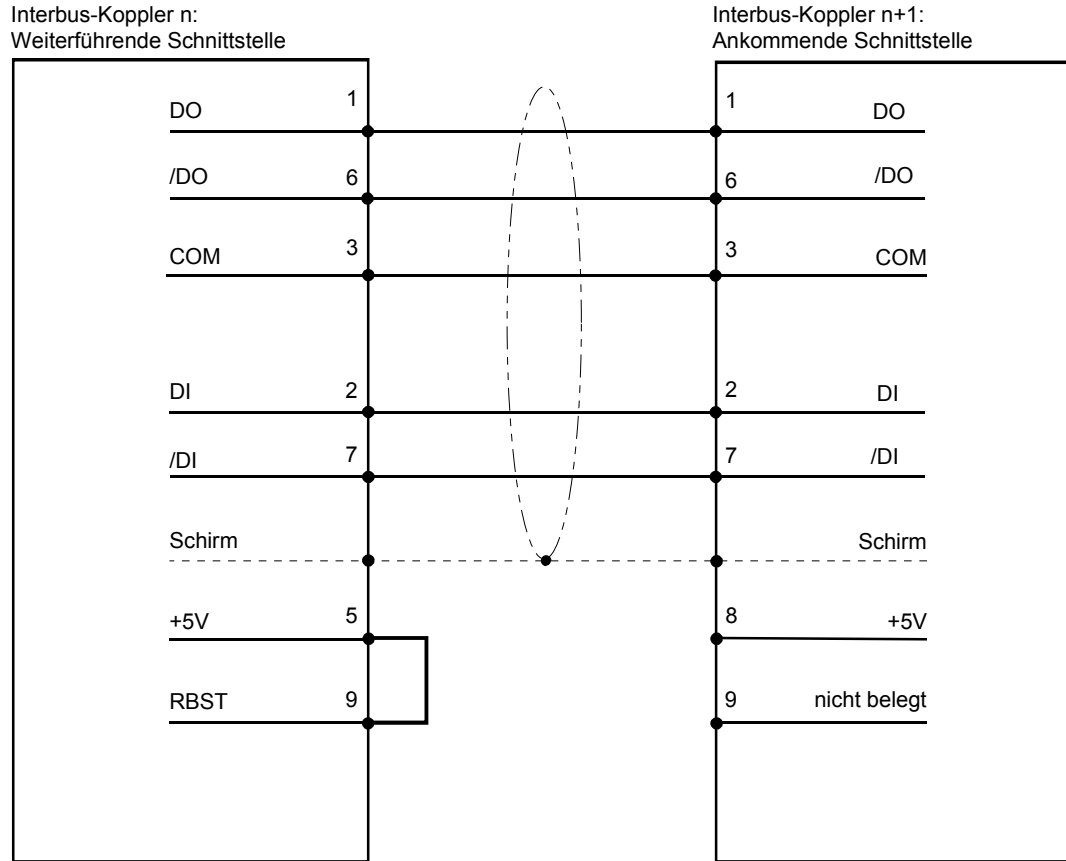 Interbus-Koppler n:
Weiterführende Schnittstelle
Interbus-Koppler n+1:
Ankommende Schnittstelle
DO 1 1 DO
/DO 6 6 /DO
COM 3 3 COM
DI 2 2 DI
/DI 7 7 /DI
Schirm Schirm
+5V 5 8 +5V
RBST 9 9 nicht belegt